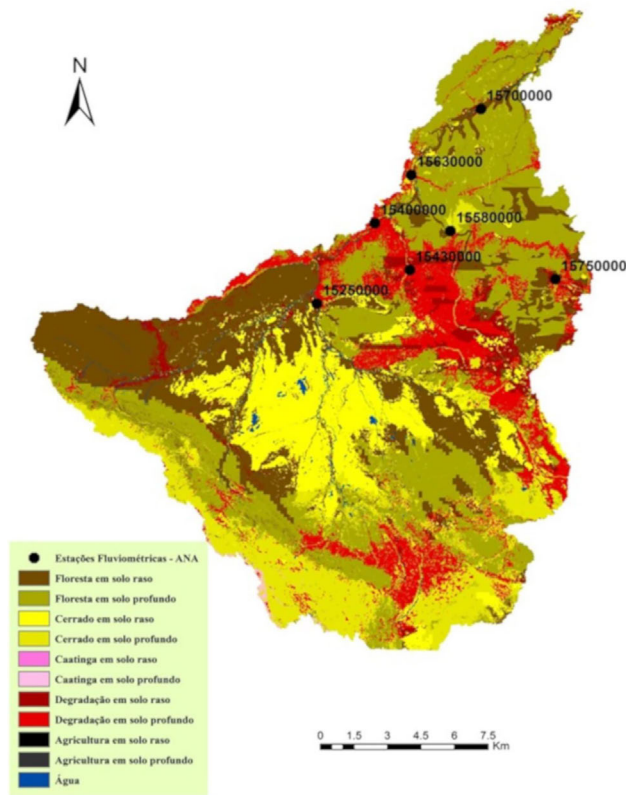 N
15700000
15630000
15400000
15580000
15430000
15750000
15250000
Estações Fluviométricas - ANA
Floresta em solo raso
Floresta em solo profundo
Cerrado em solo raso
Cerrado em solo profundo
Caatinga em solo raso
Caatinga em solo profundo
Degradação em solo raso
Degradação em solo profundo
Agricultura em solo raso
Agricultura em solo profundo
Água
0 1.5 3 4.5 6 7.5
Km